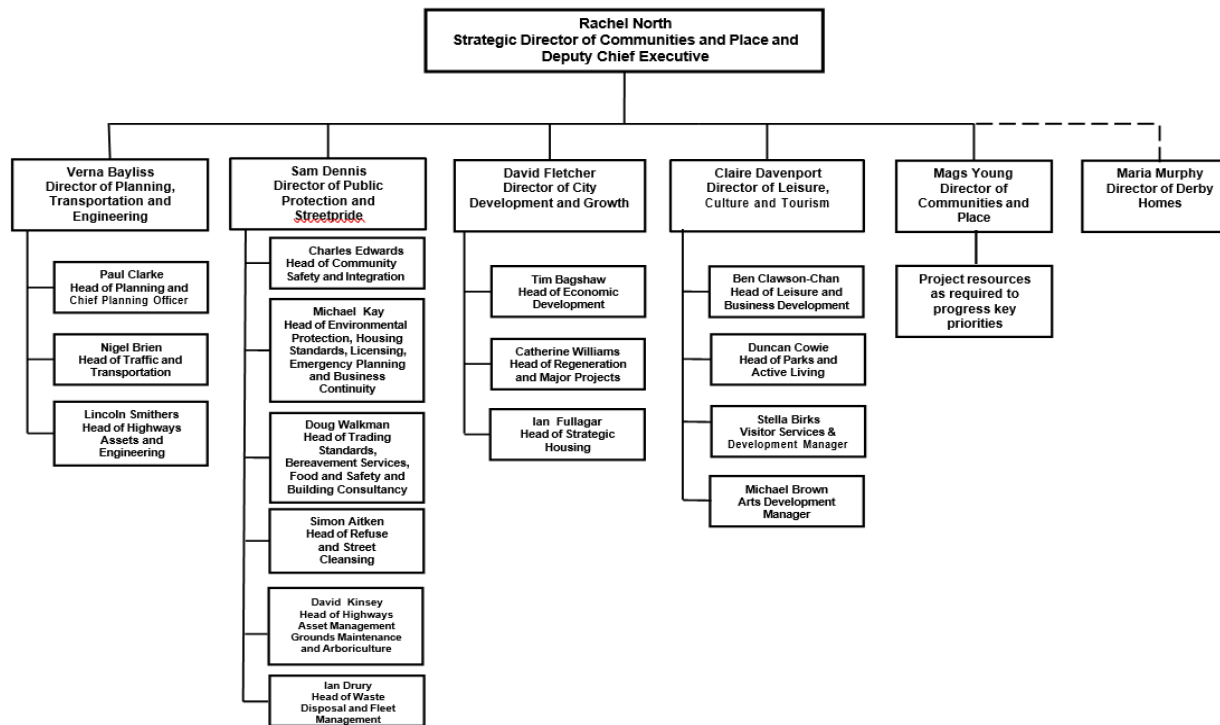 Rachel North
Strategic Director of Communities and Place and
Deputy Chief Executive
Verna Bayliss
Director of Planning,
Transportation and
Engineering
Paul Clarke
Head of Planning and
Chief Planning Officer
Nigel Brien
Head of Traffic and
Transportation
Lincoln Smithers
Head of Highways
Assets and
Engineering
Sam Dennis
Director of Public
Protection and
Streetpride
Charles Edwards
Head of Community
Safety and Integration
Michael Kay
Head of Environmental
Protection, Housing
Standards, Licensing,
Emergency Planning
and Business
Continuity
Doug Walkman
Head of Trading
Standards,
Bereavement Services,
Food and Safety and
Building Consultancy
Simon Aitken
Head of Refuse
and Street
Cleansing
David Kinsey
Head of Highways
Asset Management
Grounds Maintenance
and Arboriculture
Ian Drury
Head of Waste
Disposal and Fleet
Management
David Fletcher
Director of City
Development and Growth
Tim Bagshaw
Head of Economic
Development
Catherine Williams
Head of Regeneration
and Major Projects
Ian Fullagar
Head of Strategic
Housing
Claire Davenport
Director of Leisure,
Culture and Tourism
Ben Clawson-Chan
Head of Leisure and
Business Development
Duncan Cowie
Head of Parks and
Active Living
Stella Birks
Visitor Services &
Development Manager
Michael Brown
Arts Development
Manager
Mags Young
Director of
Communities and
Place
Project resources
as required to
progress key
priorities
Maria Murphy
Director of Derby
Homes